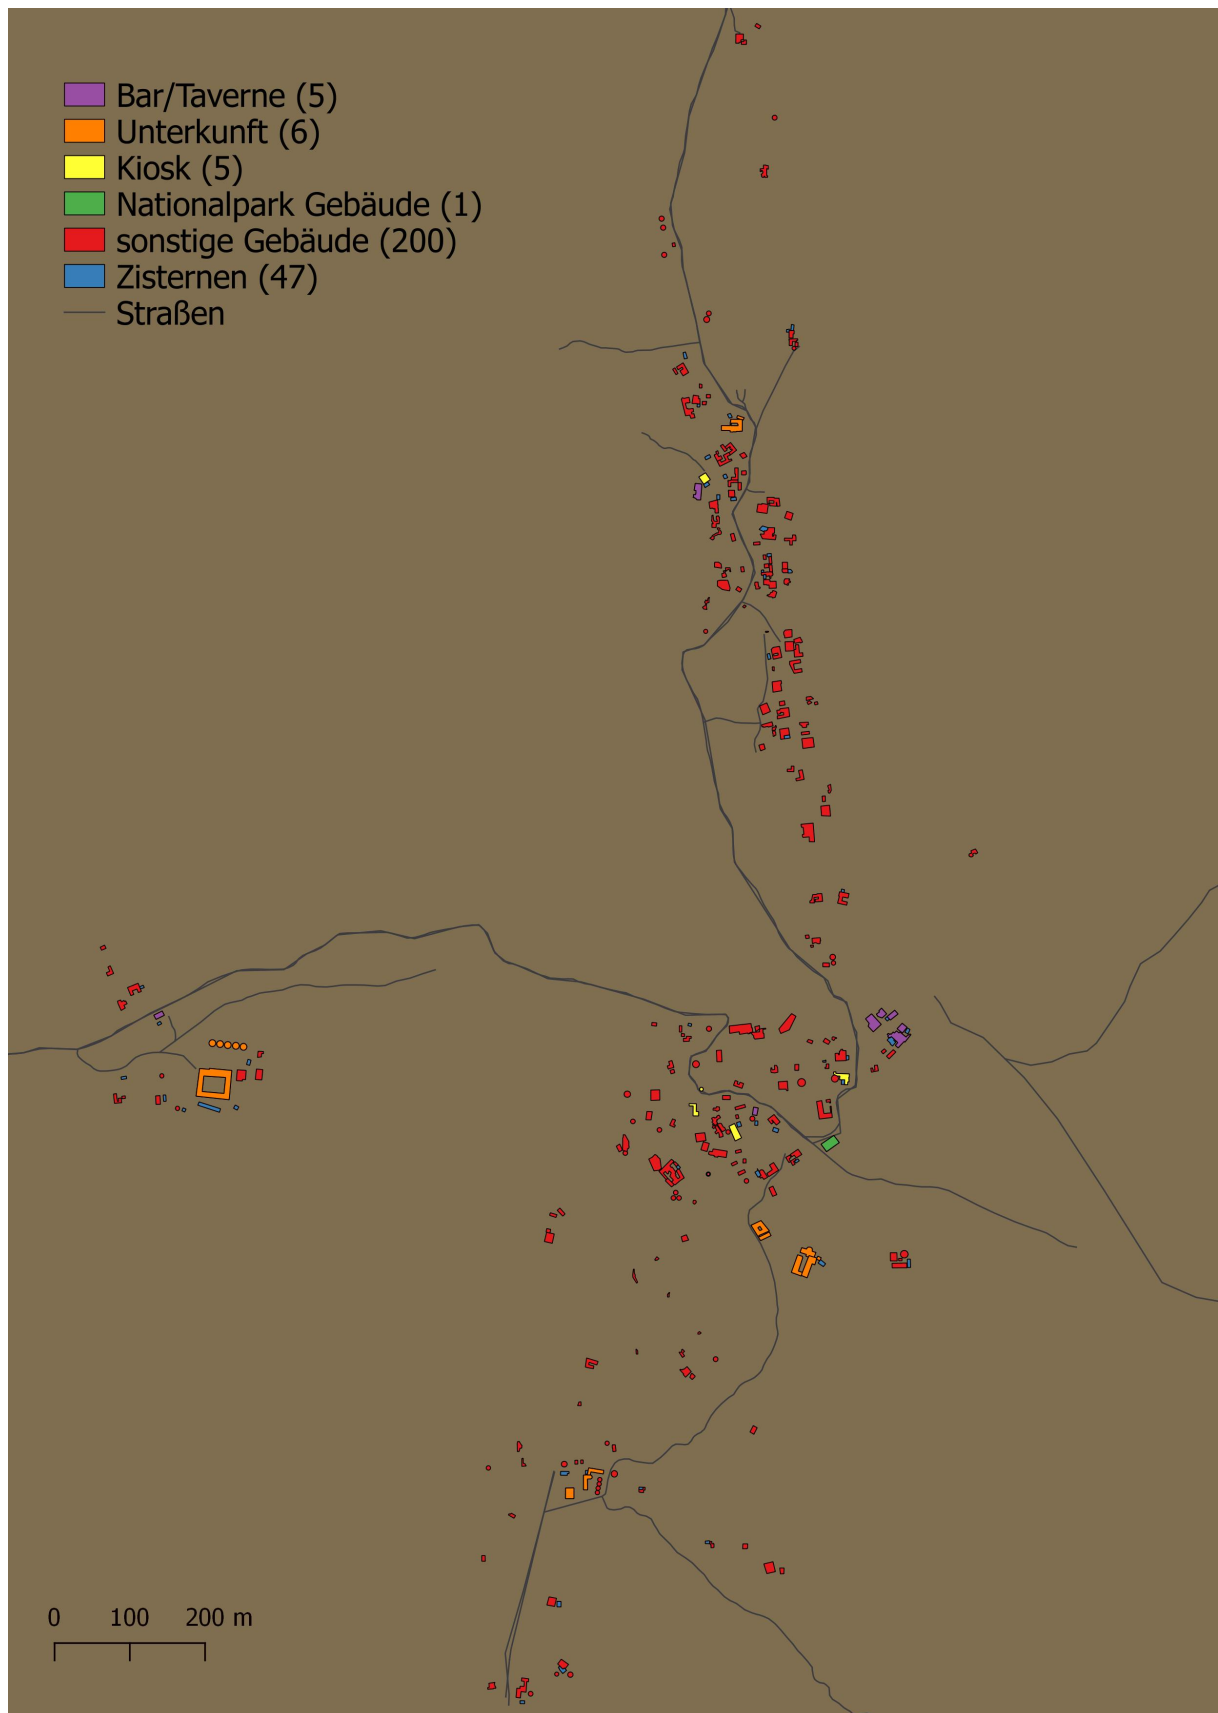 Bar/Taverne (5)
Unterkunft (6)
Kiosk (5)
Nationalpark Gebäude (1)
sonstige Gebäude (200)
Zisternen (47)
Straßen
0 100 200 m